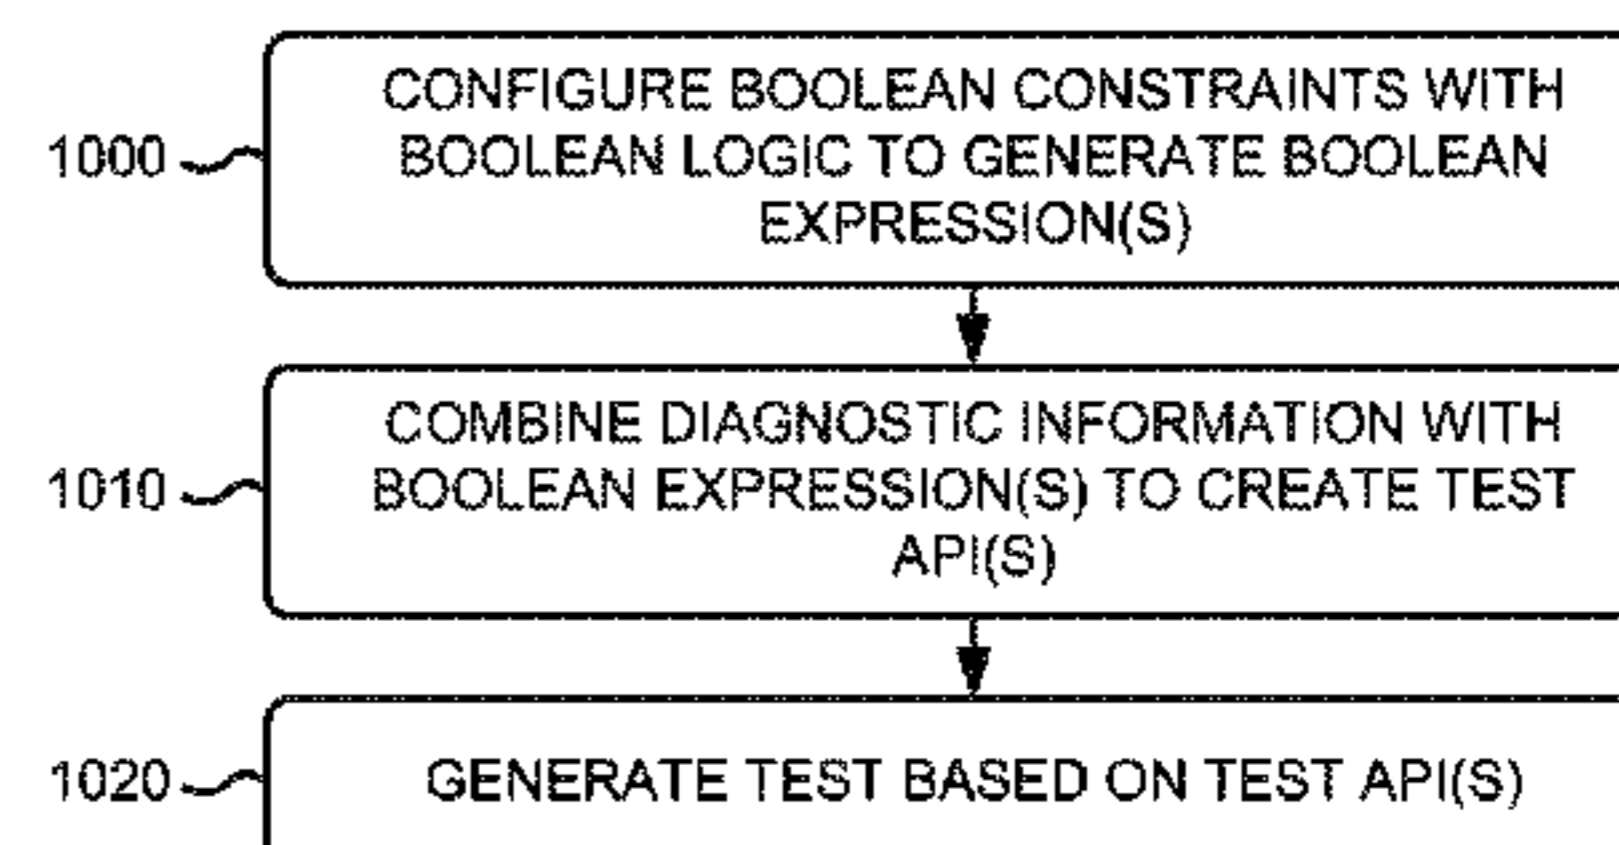 CONFIGURE BOOLEAN CONSTRAINTS WITH
1000 BOOLEAN LOGIC TO GENERATE BOOLEAN
EXPRESSION(S)
COMBINE DIAGNOSTIC INFORMATION WITH
1010 BOOLEAN EXPRESSION(S) TO CREATE TEST
API(S)
1020 GENERATE TEST BASED ON TEST API(S)